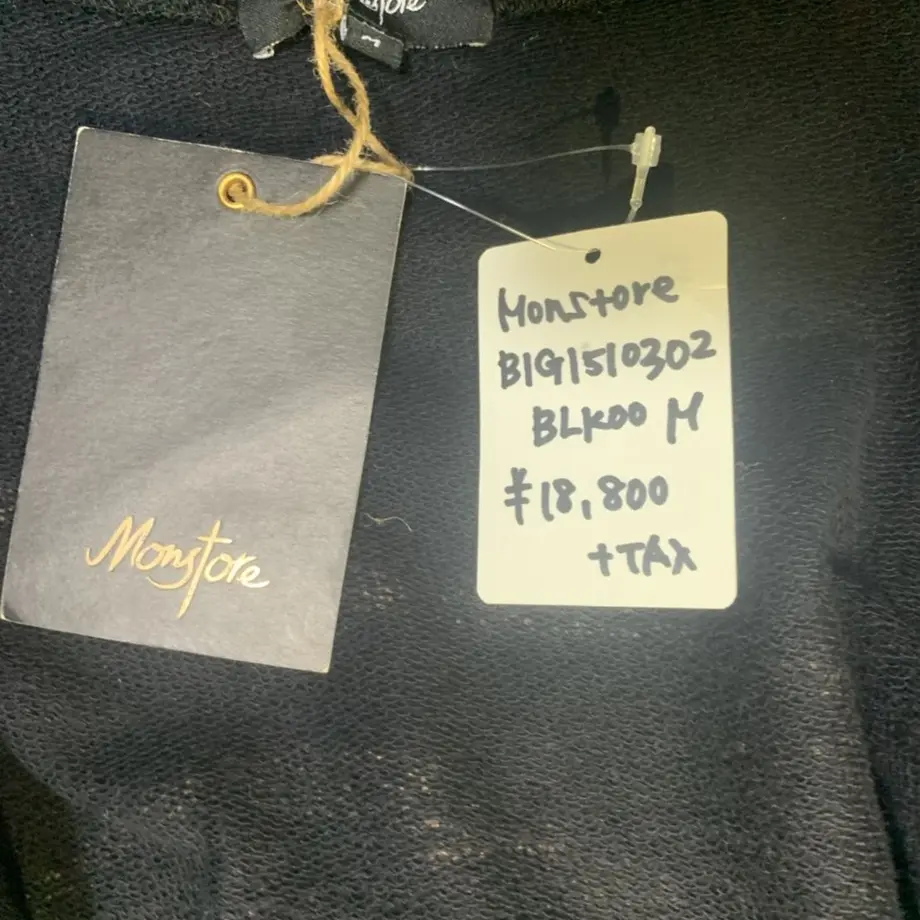 Monstore
Monstore
B1G1510302
BLK00 M
¥18,800
+TAX